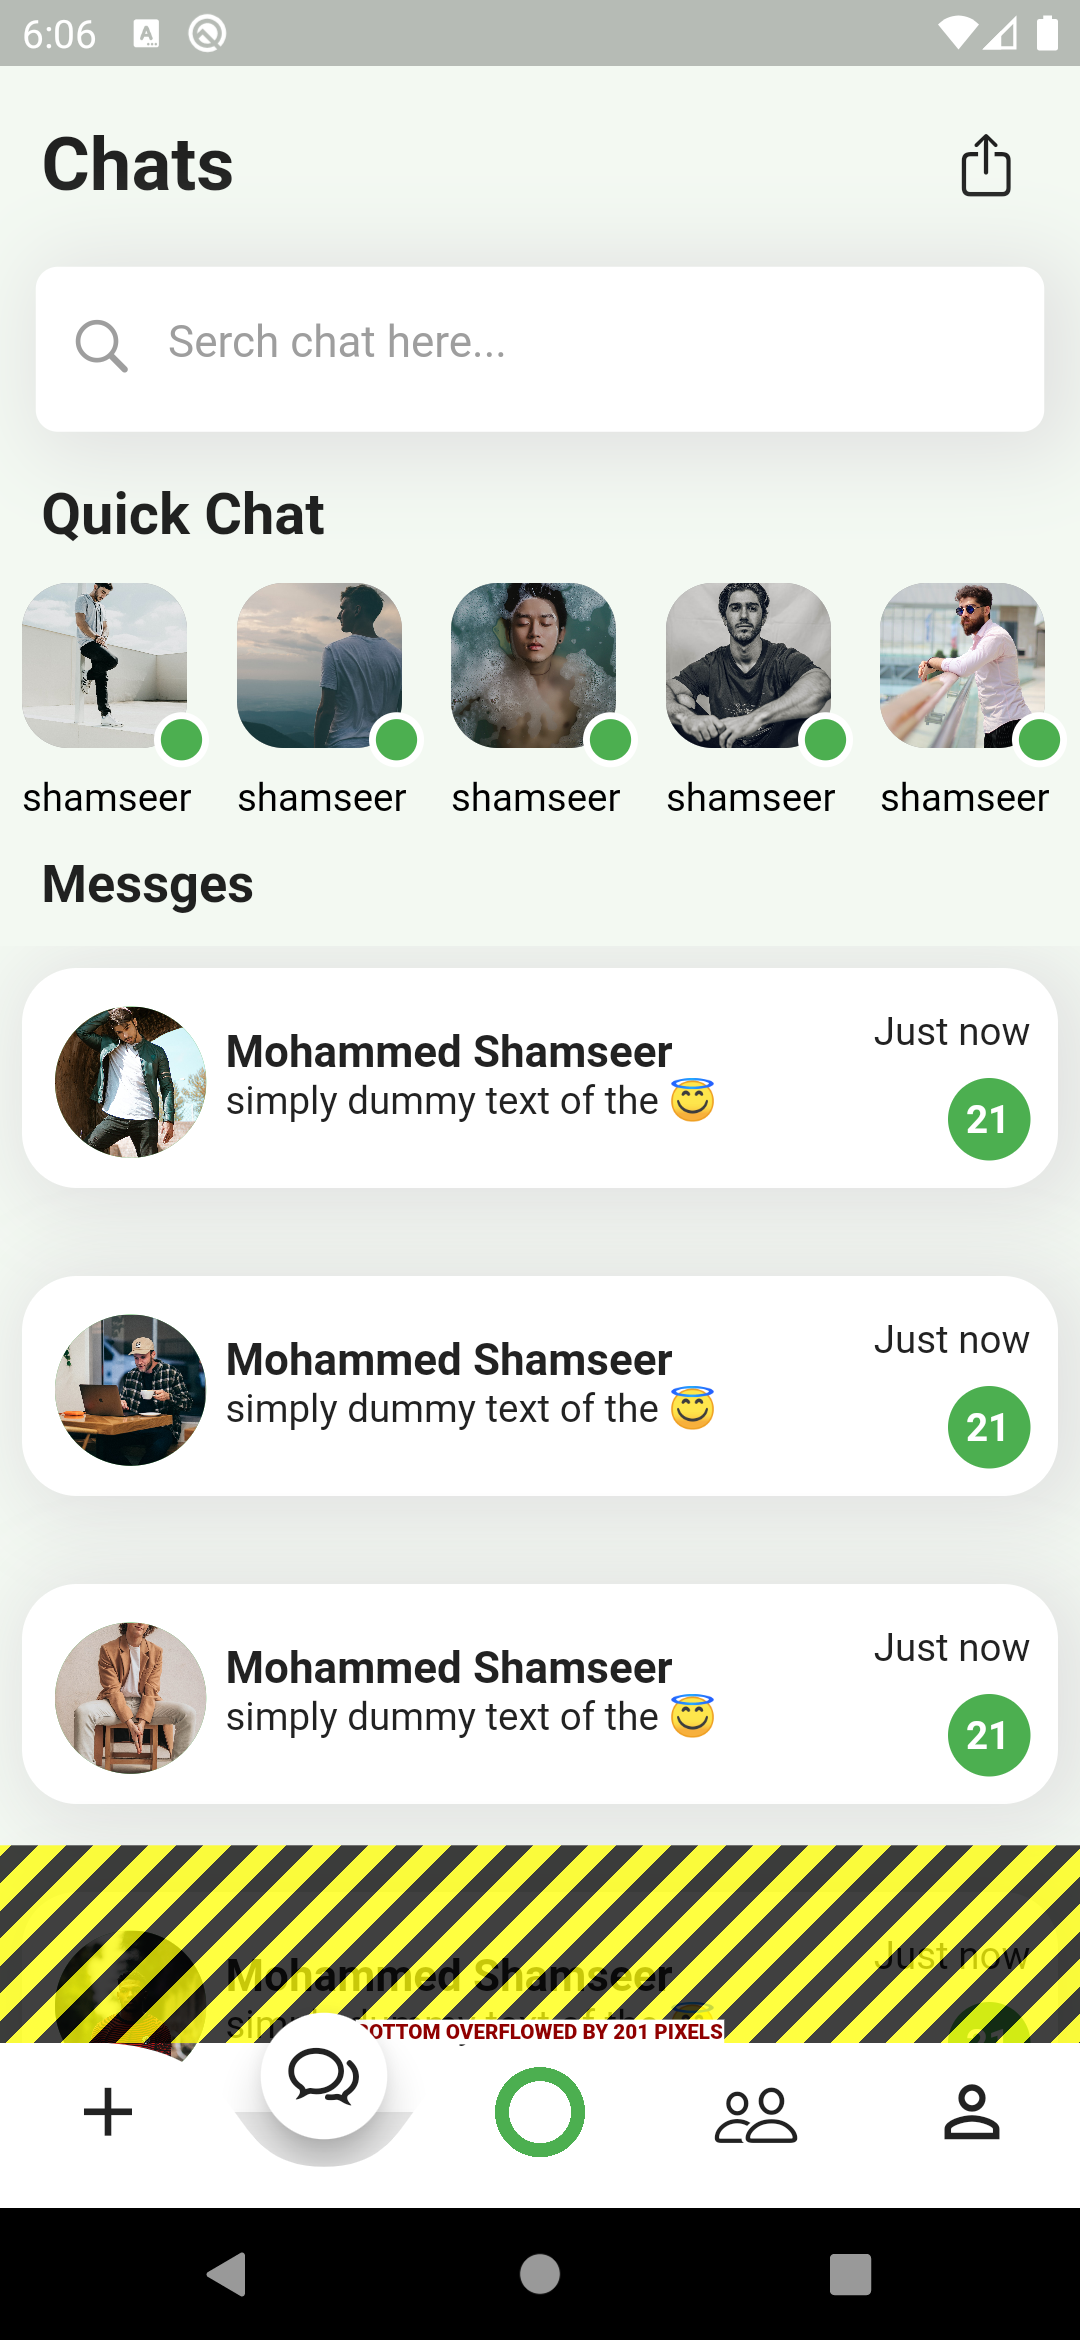 6:06
Chats
Serch chat here...
Quick Chat
shamseer shamseer shamseer shamseer shamseer
Messges
Just now
Mohammed Shamseer
simply dummy text of the 😇
21
Just now
Mohammed Shamseer
simply dummy text of the 😇
21
Just now
Mohammed Shamseer
simply dummy text of the 😇
21
Just now
Mohammed Shamseer
OVERFLOWED BY 201 PIXELS